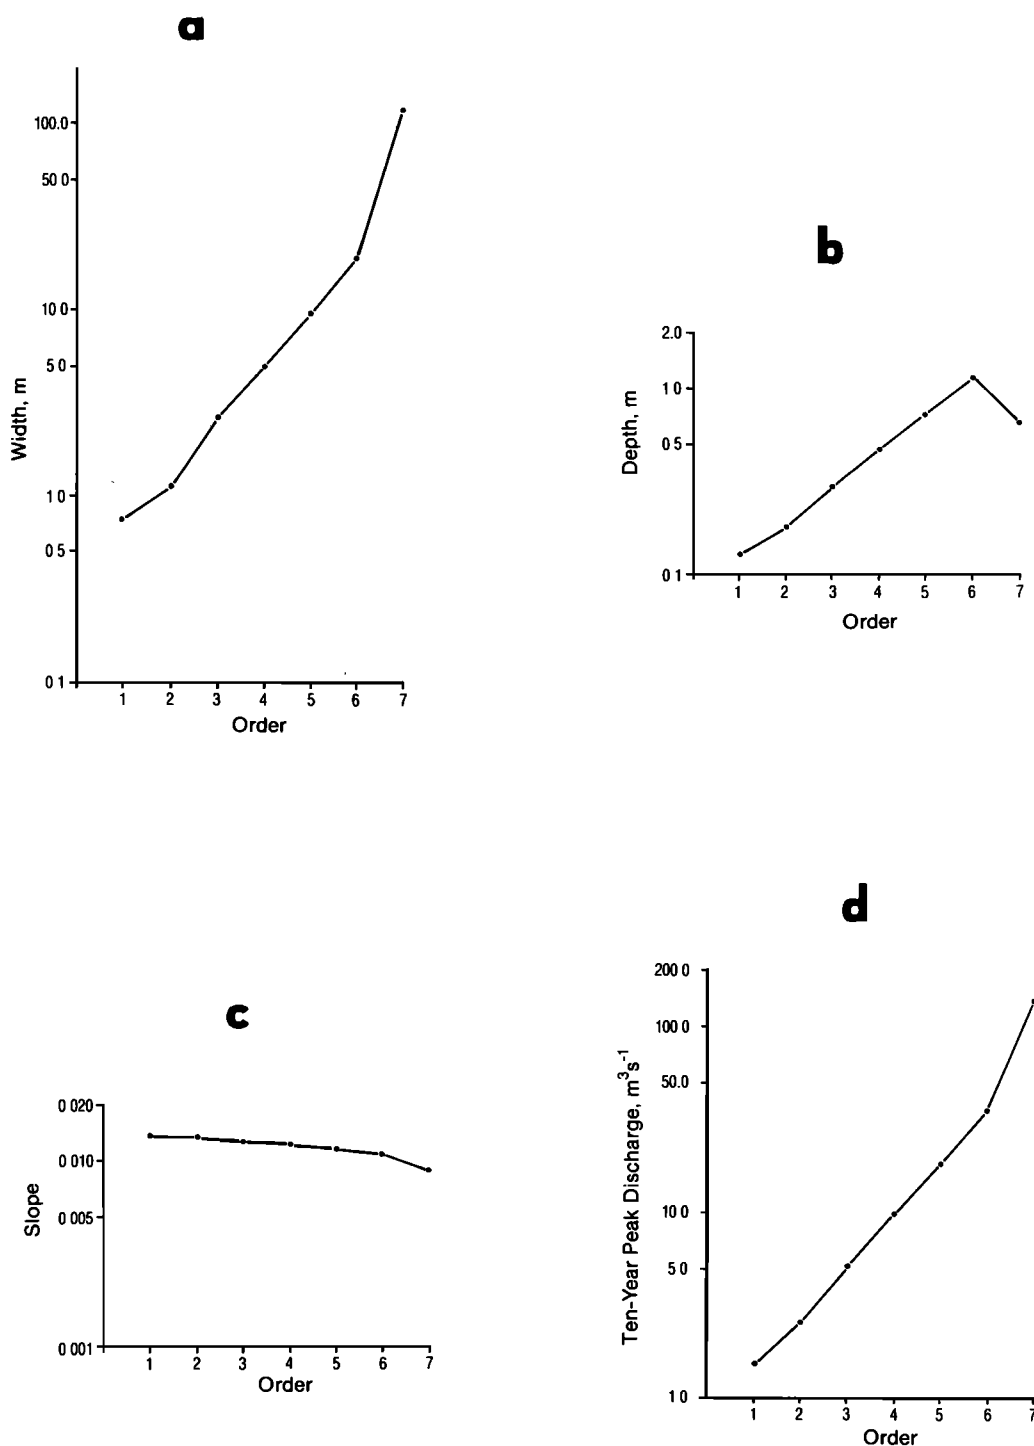 a
100.0
50 0
10 0
5 0
1 0
0 5
0 1
Width, m
1 2 3 4 5 6 7
Order
b
2.0
1 0
0 5
0 1
Depth, m
1 2 3 4 5 6 7
Order
c
0 020
0 010
0 005
0 001
Slope
1 2 3 4 5 6 7
Order
d
200 0
100.0
50.0
10 0
5 0
1 0
Ten-Year Peak Discharge, m³s⁻¹
1 2 3 4 5 6 7
Order